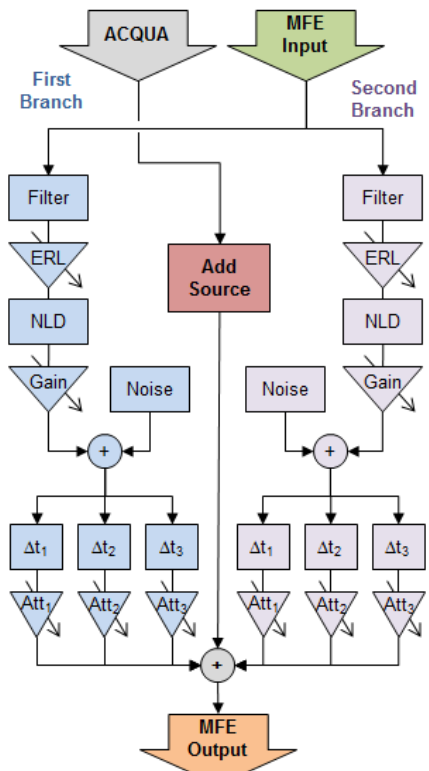 ACQUA
MFE
Input
First
Branch
Second
Branch
Filter
Filter
ERL
Add
Source
ERL
NLD
NLD
Gain
Noise
Noise
Gain
+
+
Δt₁
Δt₂
Δt₃
Δt₁
Δt₂
Δt₃
Att₁
Att₂
Att₃
Att₁
Att₂
Att₃
+
MFE
Output